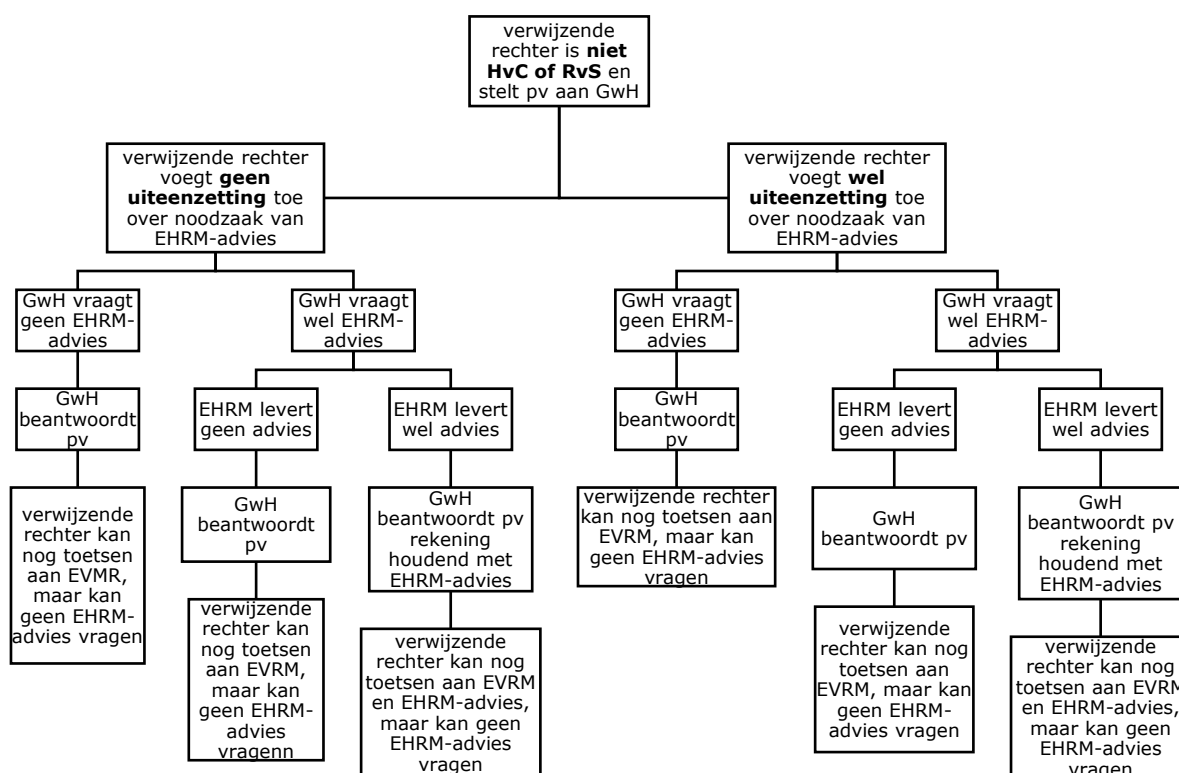 verwijzende
rechter is niet
HvC of RvS en
stelt pv aan GwH
verwijzende rechter
voegt geen
uiteenzetting toe
over noodzaak van
EHRM-advies
verwijzende rechter
voegt wel
uiteenzetting toe
over noodzaak van
EHRM-advies
GwH vraagt
geen EHRM-
advies
GwH vraagt
wel EHRM-
advies
GwH vraagt
geen EHRM-
advies
GwH vraagt
wel EHRM-
advies
GwH
beantwoordt
pv
EHRM levert
geen advies
EHRM levert
wel advies
GwH
beantwoordt
pv
EHRM levert
geen advies
EHRM levert
wel advies
verwijzende
rechter kan
nog toetsen
aan EVMR,
maar kan
geen EHRM-
advies vragen
GwH
beantwoordt
pv
GwH
beantwoordt pv
rekening
houdend met
EHRM-advies
verwijzende rechter
kan nog toetsen aan
EVRM, maar kan
geen EHRM-advies
vragen
GwH
beantwoordt pv
GwH
beantwoordt pv
rekening
houdend met
EHRM-advies
verwijzende
rechter kan
nog toetsen
aan EVRM,
maar kan
geen EHRM-
advies
vragenn
verwijzende
rechter kan nog
toetsen aan EVRM
en EHRM-advies,
maar kan geen
EHRM-advies
vragen
verwijzende
rechter kan nog
toetsen aan
EVRM, maar kan
geen EHRM-
advies vragen
verwijzende
rechter kan nog
toetsen aan EVRM
en EHRM-advies,
maar kan geen
EHRM-advies
vragen